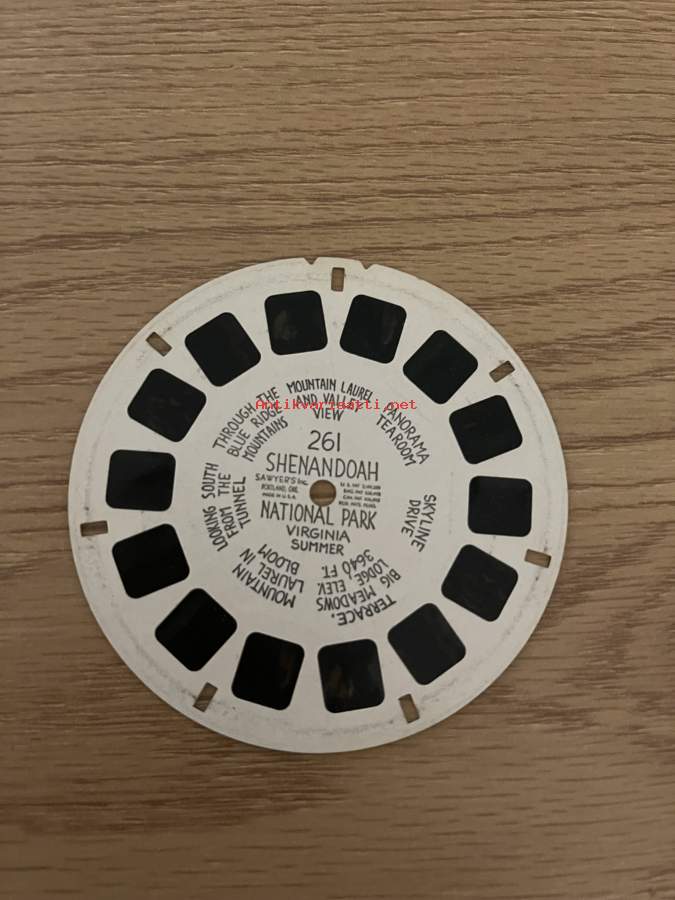 261
SHENANDOAH
SAWYER'S Inc.
PORTLAND, ORE.
MADE IN U.S.A.
NATIONAL PARK
VIRGINIA
SUMMER
MOUNTAIN LAUREL
AND VALLEY
VIEW
PANORAMA
TEAROOM
SKYLINE
DRIVE
TERRACE,
BIG MEADOWS
LODGE, ELEV.
3640 FT.
MOUNTAIN
LAUREL IN
BLOOM
LOOKING SOUTH
FROM THE
TUNNEL
THROUGH THE
BLUE RIDGE
MOUNTAINS
Antikvariaatti.net